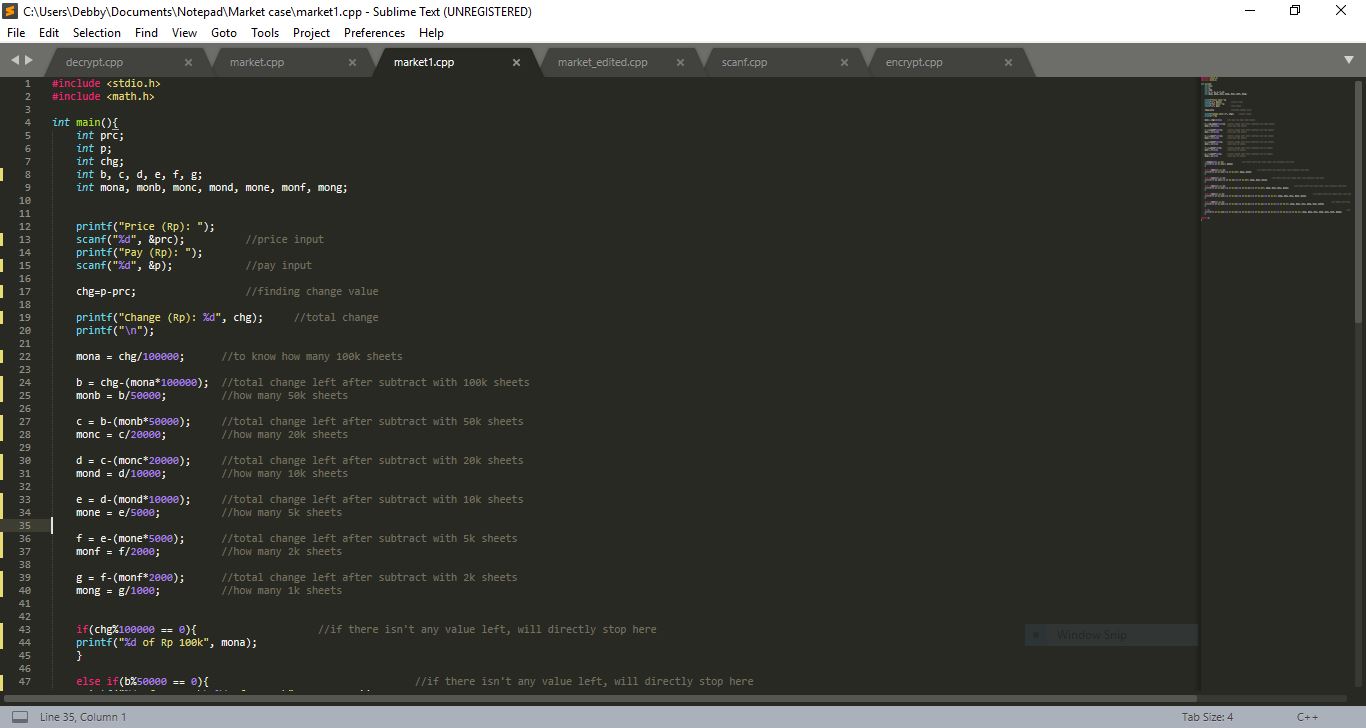 C:\Users\Debby\Documents\Notepad\Market case\market1.cpp - Sublime Text (UNREGISTERED)
File Edit Selection Find View Goto Tools Project Preferences Help
decrypt.cpp market.cpp market1.cpp market_edited.cpp scanf.cpp encrypt.cpp
1 #include <stdio.h>
2 #include <math.h>
3
4 int main(){
5 int prc;
6 int p;
7 int chg;
8 int b, c, d, e, f, g;
9 int mona, monb, monc, mond, mone, monf, mong;
10
11
12 printf("Price (Rp): ");
13 scanf("%d", &prc); //price input
14 printf("Pay (Rp): ");
15 scanf("%d", &p); //pay input
16
17 chg=p-prc; //finding change value
18
19 printf("Change (Rp): %d", chg); //total change
20 printf("\n");
21
22 mona = chg/100000; //to know how many 100k sheets
23
24 b = chg-(mona*100000); //total change left after subtract with 100k sheets
25 monb = b/50000; //how many 50k sheets
26
27 c = b-(monb*50000); //total change left after subtract with 50k sheets
28 monc = c/20000; //how many 20k sheets
29
30 d = c-(monc*20000); //total change left after subtract with 20k sheets
31 mond = d/10000; //how many 10k sheets
32
33 e = d-(mond*10000); //total change left after subtract with 10k sheets
34 mone = e/5000; //how many 5k sheets
35
36 f = e-(mone*5000); //total change left after subtract with 5k sheets
37 monf = f/2000; //how many 2k sheets
38
39 g = f-(monf*2000); //total change left after subtract with 2k sheets
40 mong = g/1000; //how many 1k sheets
41
42
43 if(chg%100000 == 0){ //if there isn't any value left, will directly stop here
44 printf("%d of Rp 100k", mona);
45 }
46
47 else if(b%50000 == 0){ //if there isn't any value left, will directly stop here
Window Snip
Line 35, Column 1 Tab Size: 4 C++